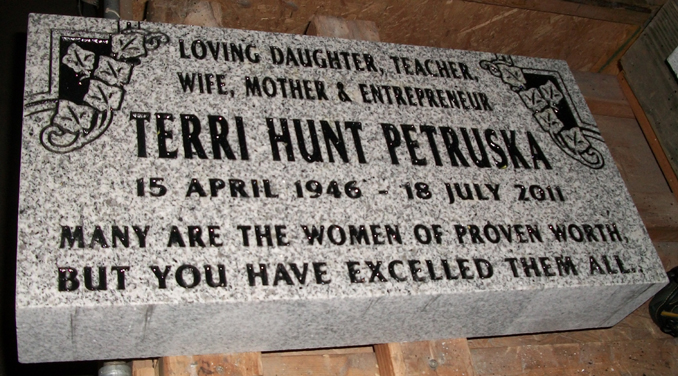 LOVING DAUGHTER, TEACHER,
WIFE, MOTHER & ENTREPRENEUR
TERRI HUNT PETRUSKA
15 APRIL 1946 - 18 JULY 2011
MANY ARE THE WOMEN OF PROVEN WORTH,
BUT YOU HAVE EXCELLED THEM ALL..